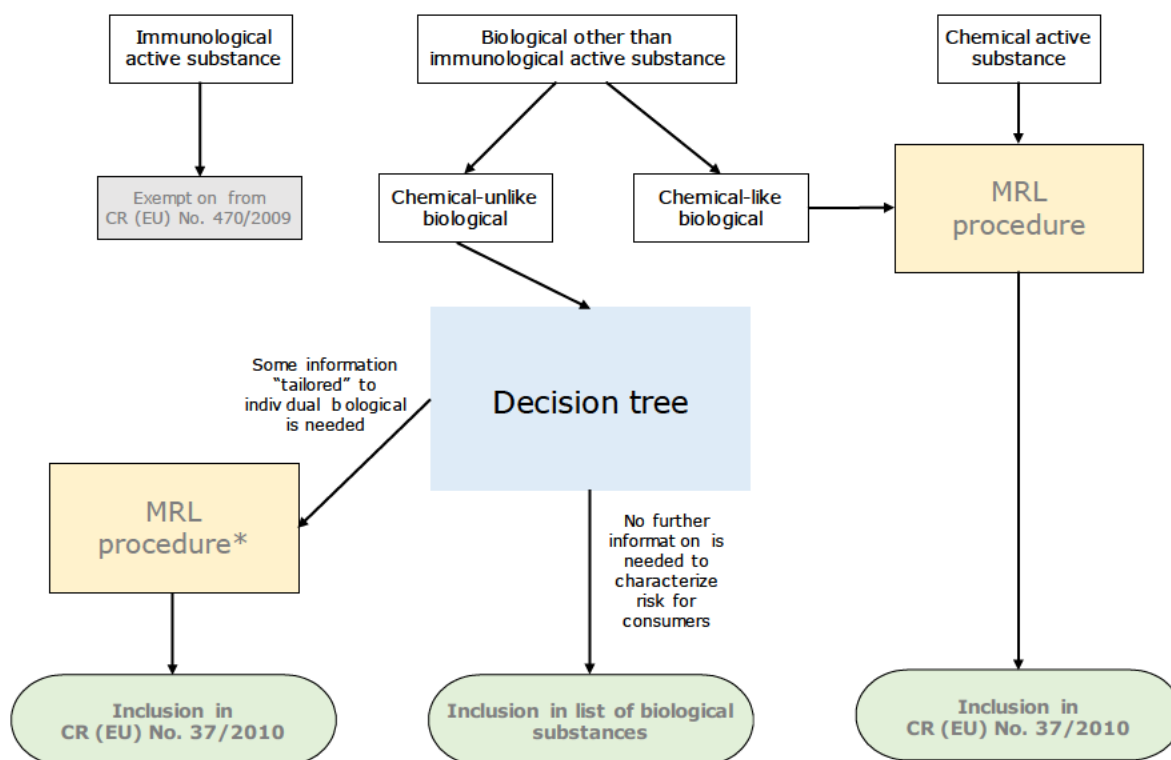 Immunological
active substance
Biological other than
immunological active substance
Chemical active
substance
Exempt on from
CR (EU) No. 470/2009
Chemical-unlike
biological
Chemical-like
biological
MRL
procedure
Some information
"tailored" to
individual b ological
is needed
Decision tree
MRL
procedure*
No further
informat on is
needed to
characterize
risk for
consumers
Inclusion in
CR (EU) No. 37/2010
Inclusion in list of biological
substances
Inclusion in
CR (EU) No. 37/2010